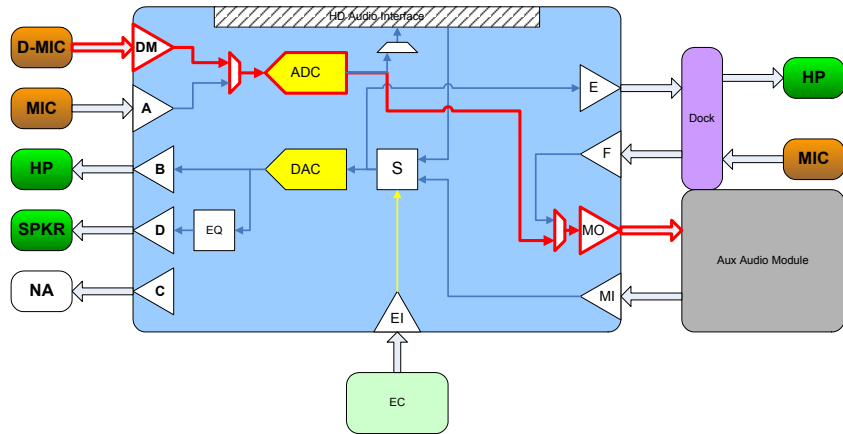 HD Audio Interface
D-MIC
DM
ADC
MIC
A
E
HP
Dock
F
MIC
HP
B
DAC
S
SPKR
D
EQ
MO
Aux Audio Module
NA
C
MI
EI
EC